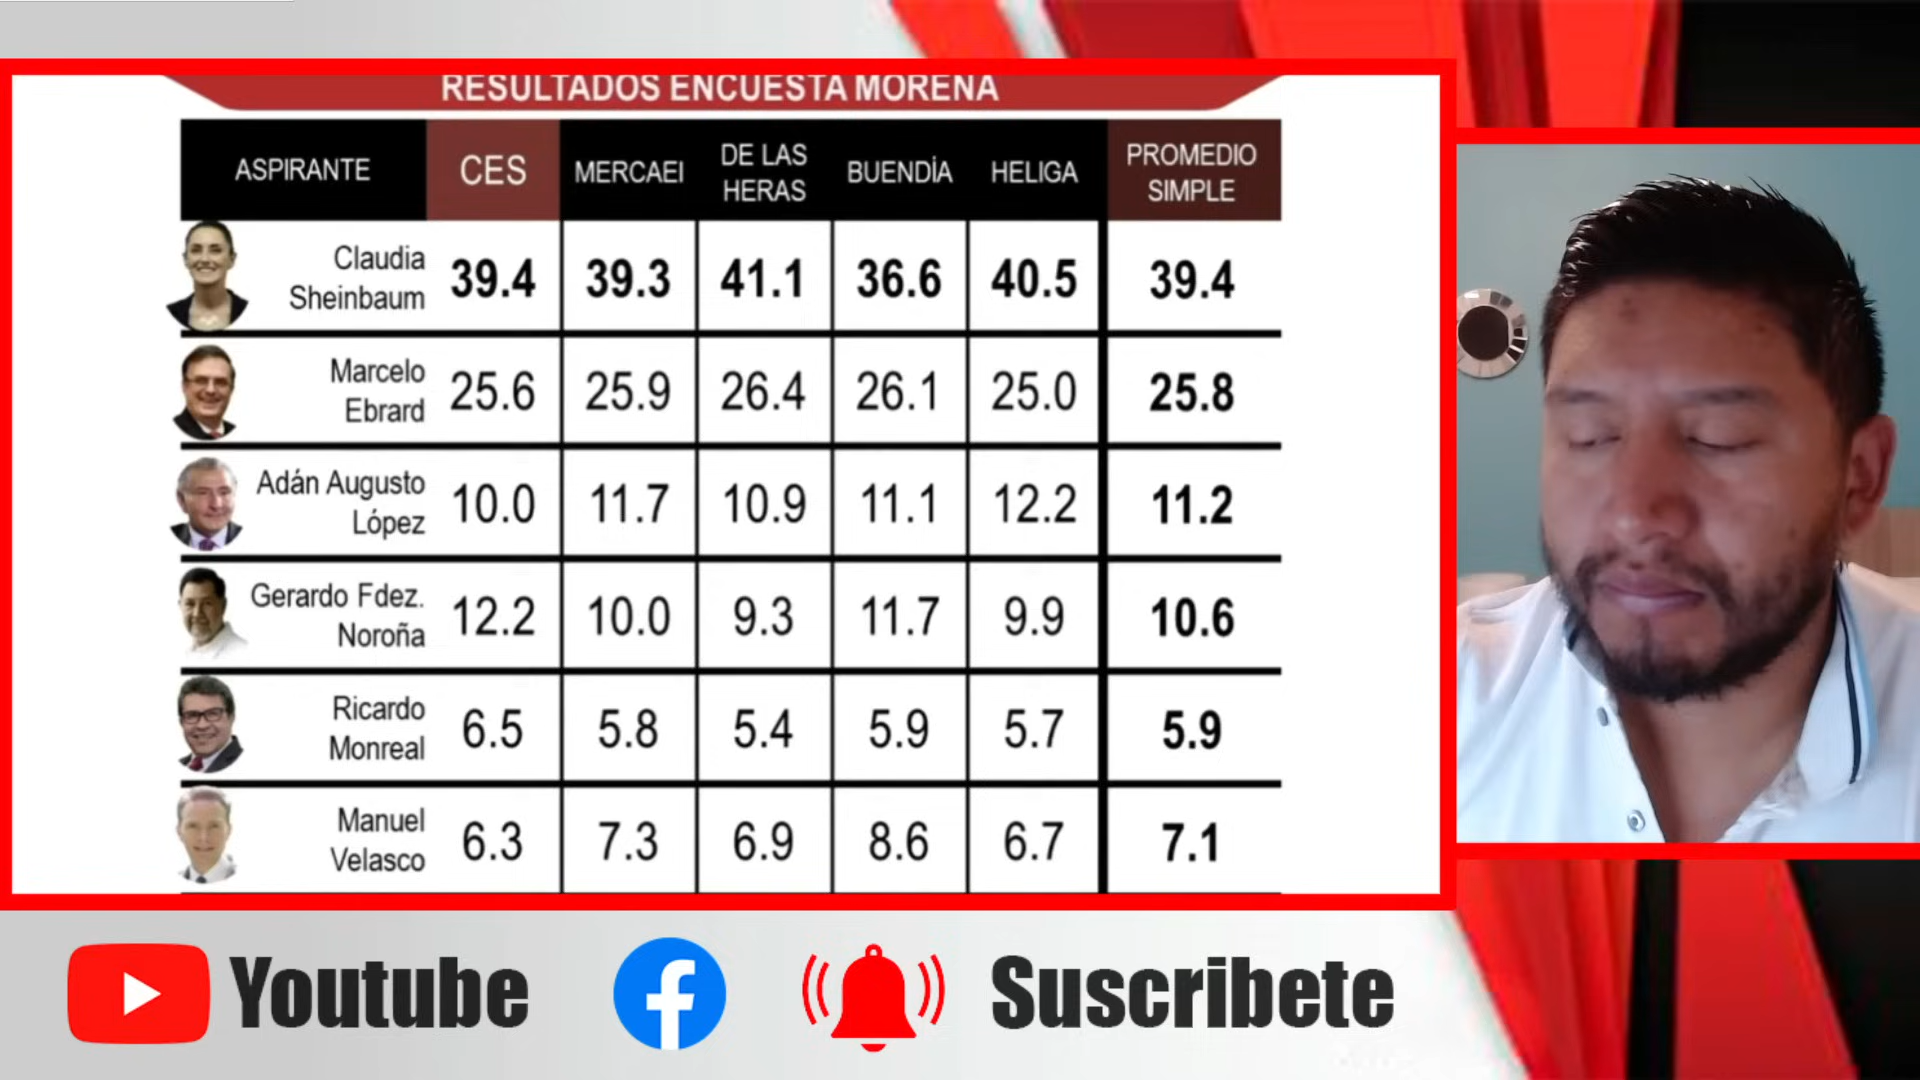 RESULTADOS ENCUESTA MORENA
ASPIRANTE
CES
MERCAEI
DE LAS
HERAS
BUENDÍA
HELIGA
PROMEDIO
SIMPLE
Claudia
Sheinbaum
39.4
39.3
41.1
36.6
40.5
39.4
Marcelo
Ebrard
25.6
25.9
26.4
26.1
25.0
25.8
Adán Augusto
López
10.0
11.7
10.9
11.1
12.2
11.2
Gerardo Fdez.
Noroña
12.2
10.0
9.3
11.7
9.9
10.6
Ricardo
Monreal
6.5
5.8
5.4
5.9
5.7
5.9
Manuel
Velasco
6.3
7.3
6.9
8.6
6.7
7.1
Youtube
Suscribete